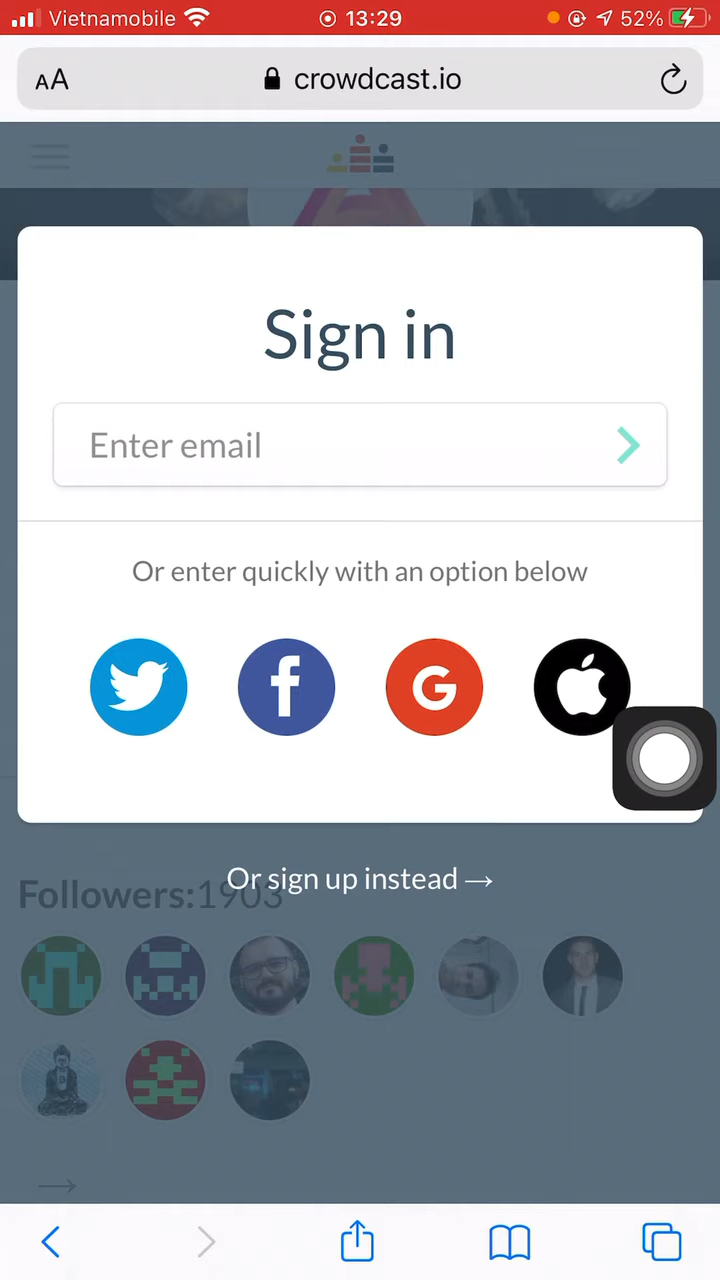 Vietnamobile 13:29 52%
AA crowdcast.io
Sign in
Enter email
Or enter quickly with an option below
Or sign up instead →
Followers:1903